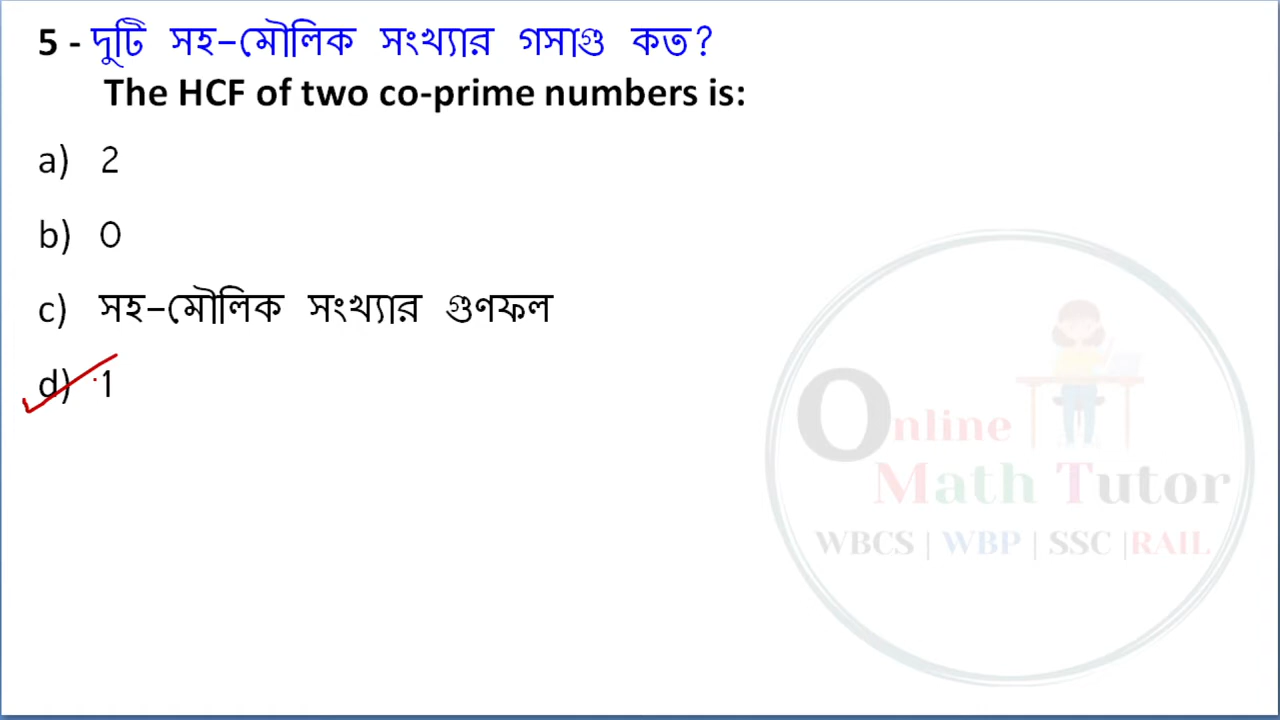 5 - দুটি সহ-মৌলিক সংখ্যার গসাগু কত?
The HCF of two co-prime numbers is:
a) 2
b) 0
c) সহ-মৌলিক সংখ্যার গুণফল
d) 1
Online
Math Tutor
WBCS | WBP | SSC |RAIL